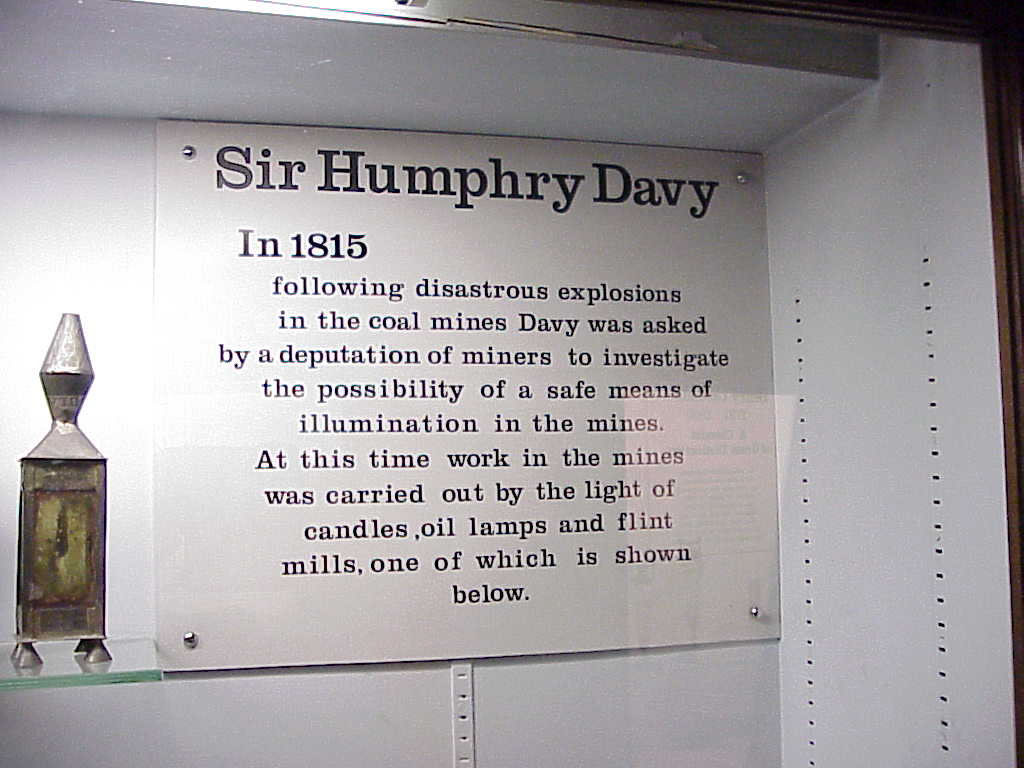 Sir Humphry Davy
In 1815
following disastrous explosions
in the coal mines Davy was asked
by a deputation of miners to investigate
the possibility of a safe means of
illumination in the mines.
At this time work in the mines
was carried out by the light of
candles, oil lamps and flint
mills, one of which is shown
below.